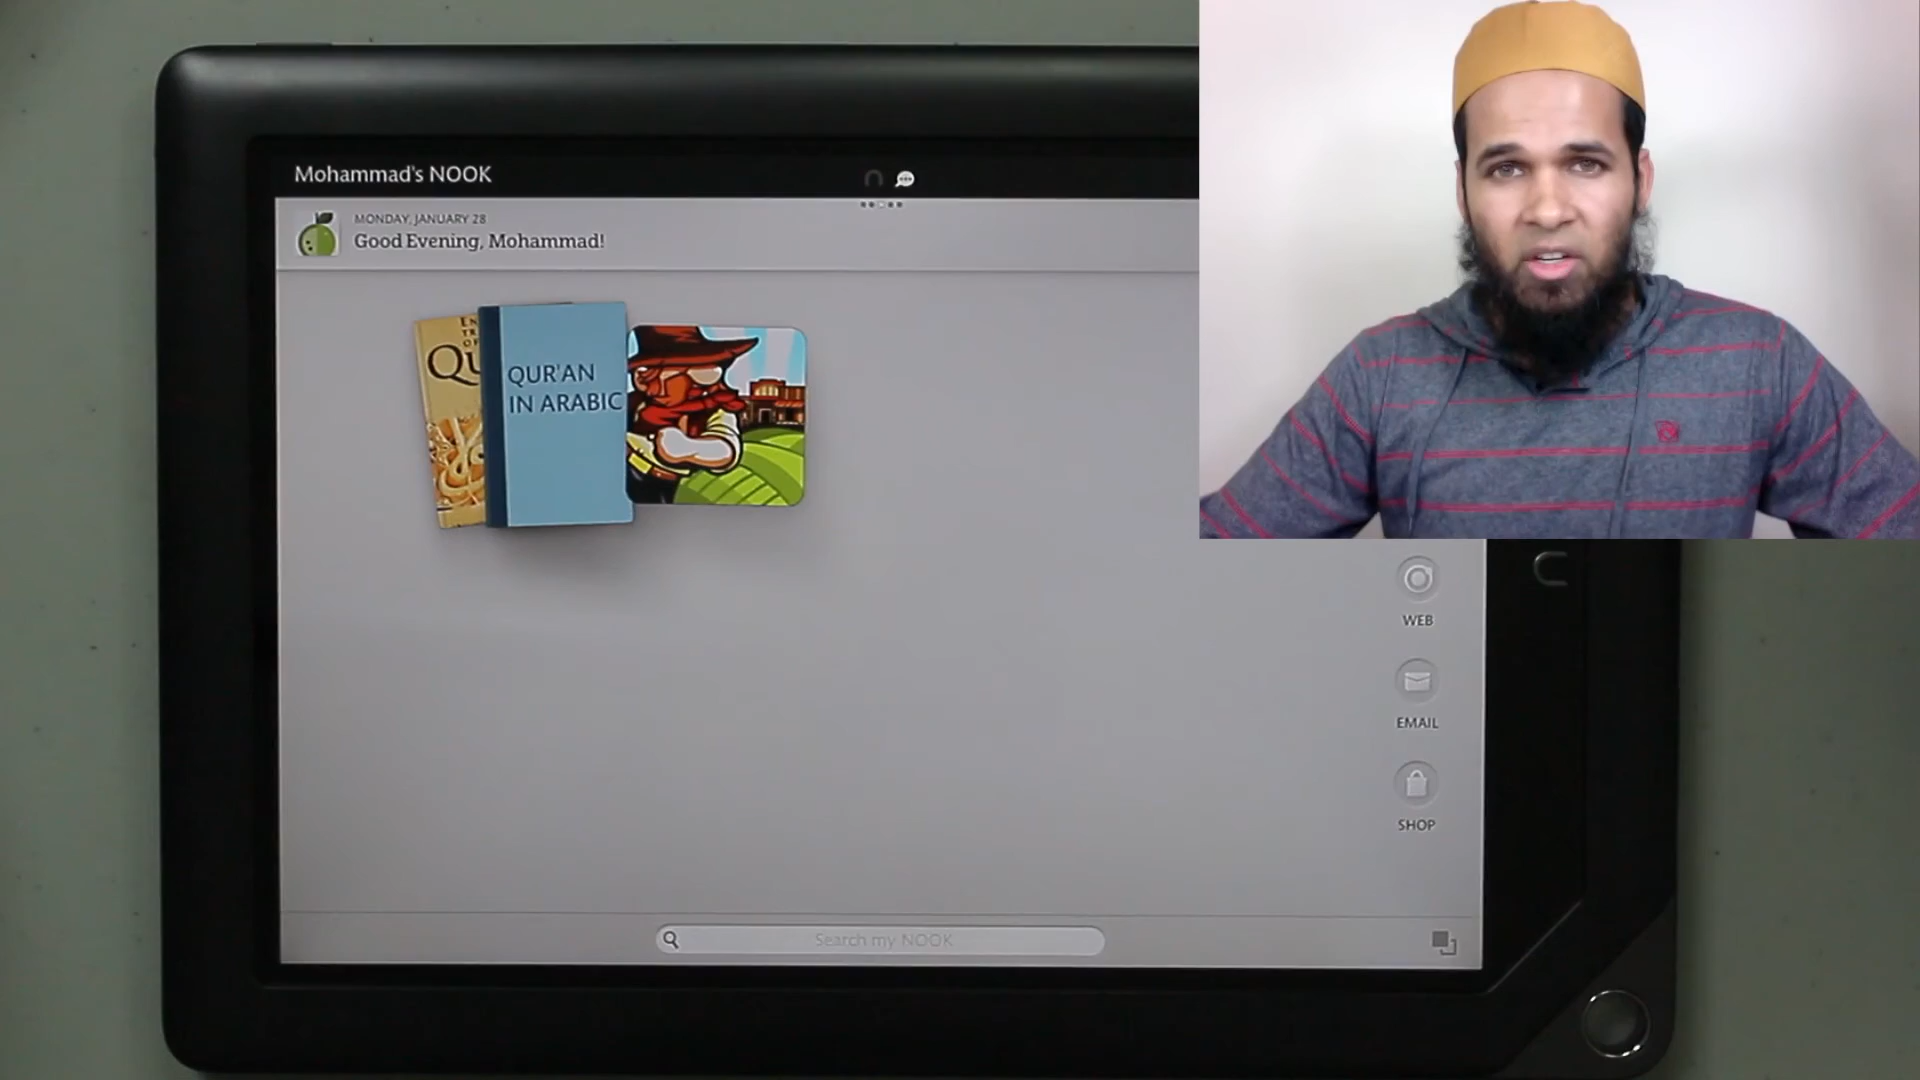 Mohammad's NOOK
MONDAY, JANUARY 28
Good Evening, Mohammad!
QUR'AN
IN ARABIC
WEB
EMAIL
SHOP
Search my NOOK